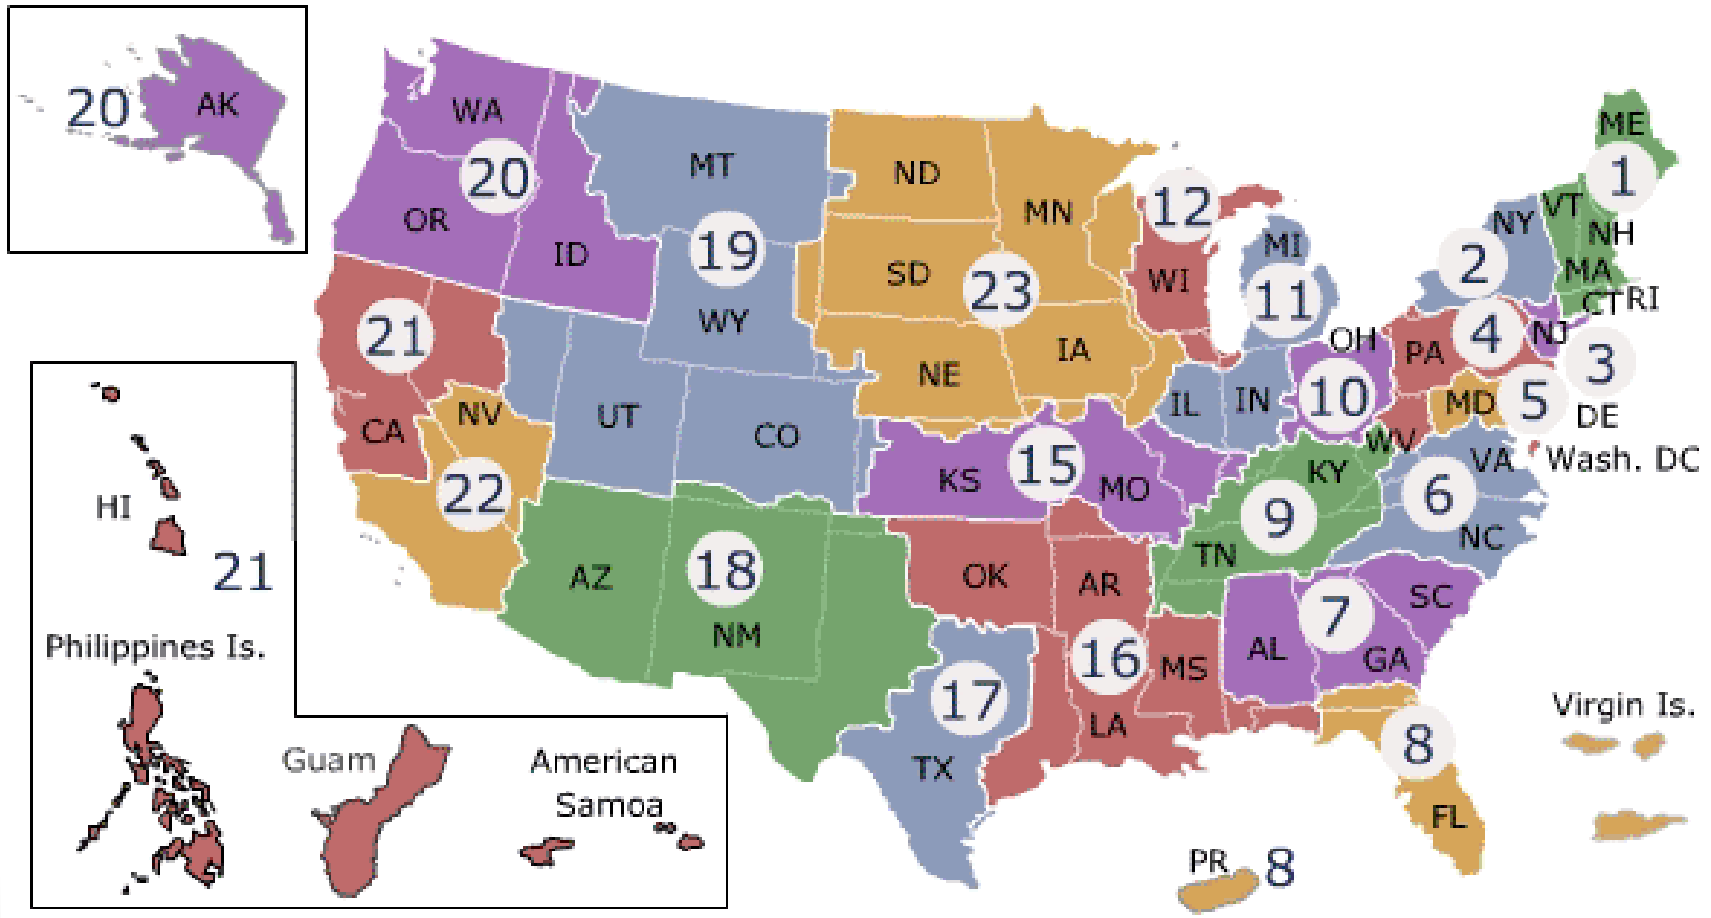 20
AK
WA
20
OR
ID
MT
19
WY
ND
MN
SD
23
NE
IA
12
WI
MI
11
ME
1
VT
NY
NH
2
MA
CT
RI
4
NJ
3
PA
OH
10
MD
5
DE
Wash. DC
21
CA
NV
22
UT
CO
KS
15
MO
IL
IN
WV
VA
KY
6
9
NC
TN
AZ
18
NM
OK
AR
16
MS
LA
7
SC
AL
GA
17
TX
8
FL
PR
8
Virgin Is.
HI
21
Philippines Is.
Guam
American
Samoa